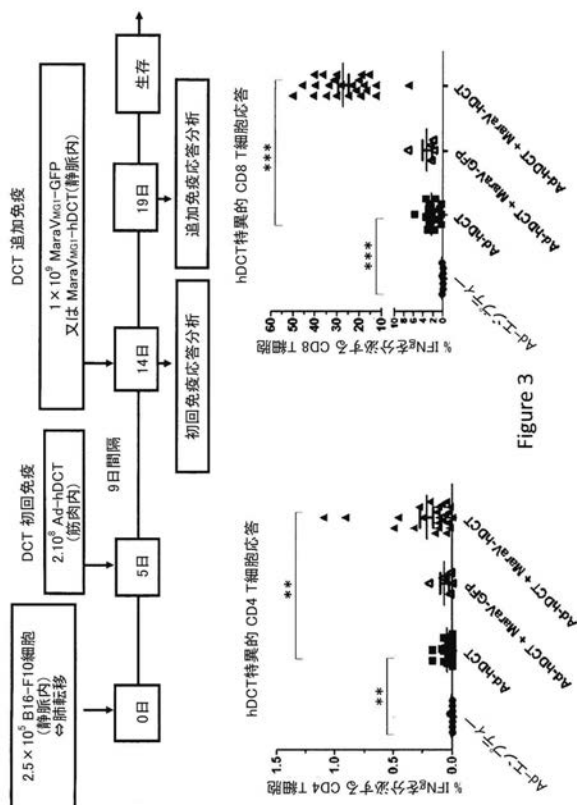 DCT 初回免疫
DCT 追加免疫
2.5×10⁵ B16-F10細胞
(静脈内)
⇔肺転移
2.10⁸ Ad-hDCT
(筋肉内)
1×10⁹ MaraV_MG1-GFP
又は MaraV_MG1-hDCT(静脈内)
0日
5日
9日間隔
14日
19日
生存
初回免疫応答分析
追加免疫応答分析
hDCT特異的 CD4 T細胞応答
% IFNgを分泌する CD4 T細胞
1.5
1.0
0.5
0.0
**
**
Ad-エンプティー
Ad-hDCT
Ad-hDCT + MaraV-GFP
Ad-hDCT + MaraV-hDCT
hDCT特異的 CD8 T細胞応答
% IFNgを分泌する CD8 T細胞
60
50
40
30
20
10
10
8
6
4
2
0
***
***
Ad-エンプティー
Ad-hDCT
Ad-hDCT + MaraV-GFP
Ad-hDCT + MaraV-hDCT
Figure 3